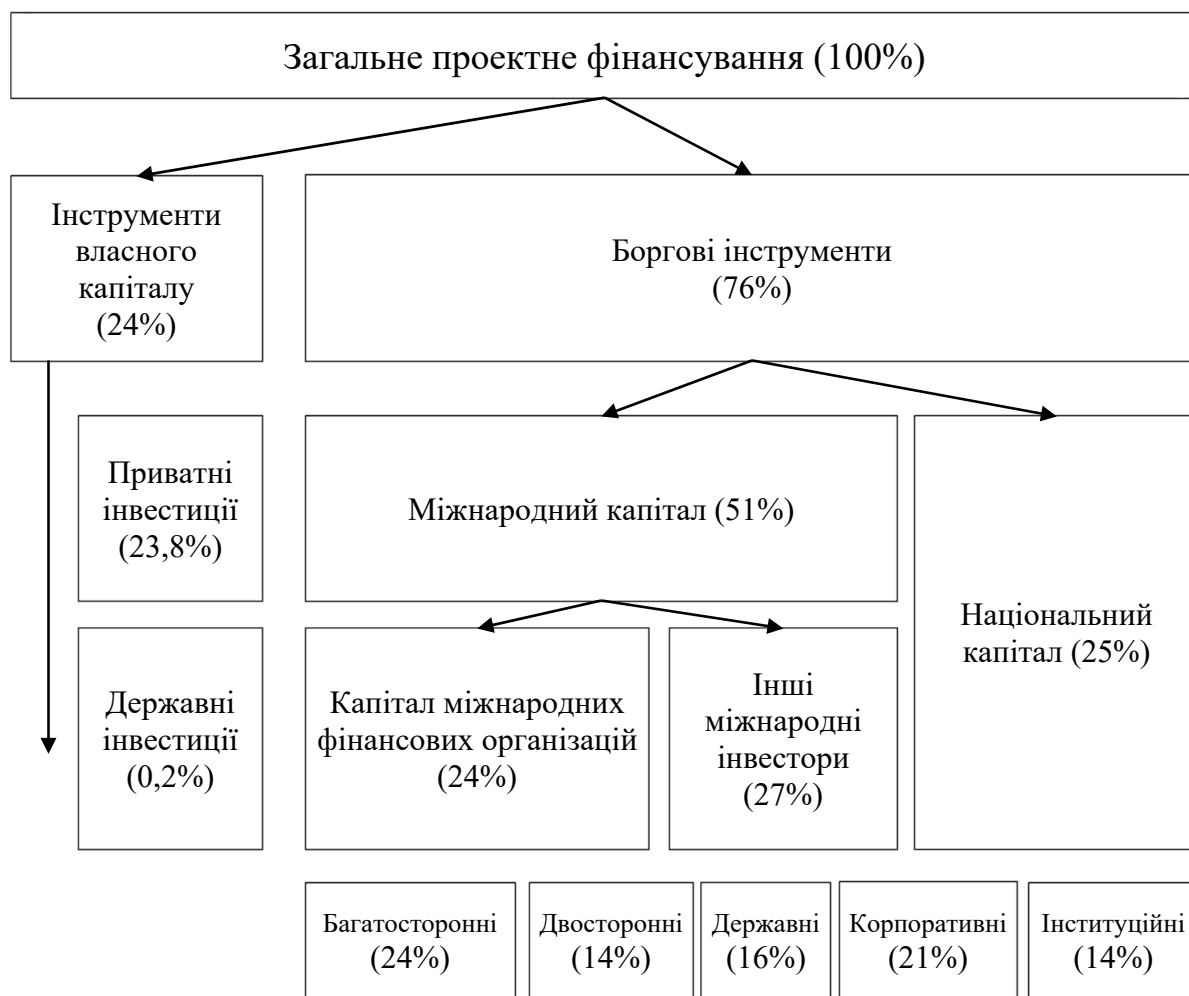 Загальне проектне фінансування (100%)
Інструменти
власного
капіталу
(24%)
Боргові інструменти
(76%)
Приватні
інвестиції
(23,8%)
Міжнародний капітал (51%)
Національний
капітал (25%)
Державні
інвестиції
(0,2%)
Капітал міжнародних
фінансових організацій
(24%)
Інші
міжнародні
інвестори
(27%)
Багатосторонні
(24%)
Двосторонні
(14%)
Державні
(16%)
Корпоративні
(21%)
Інституційні
(14%)